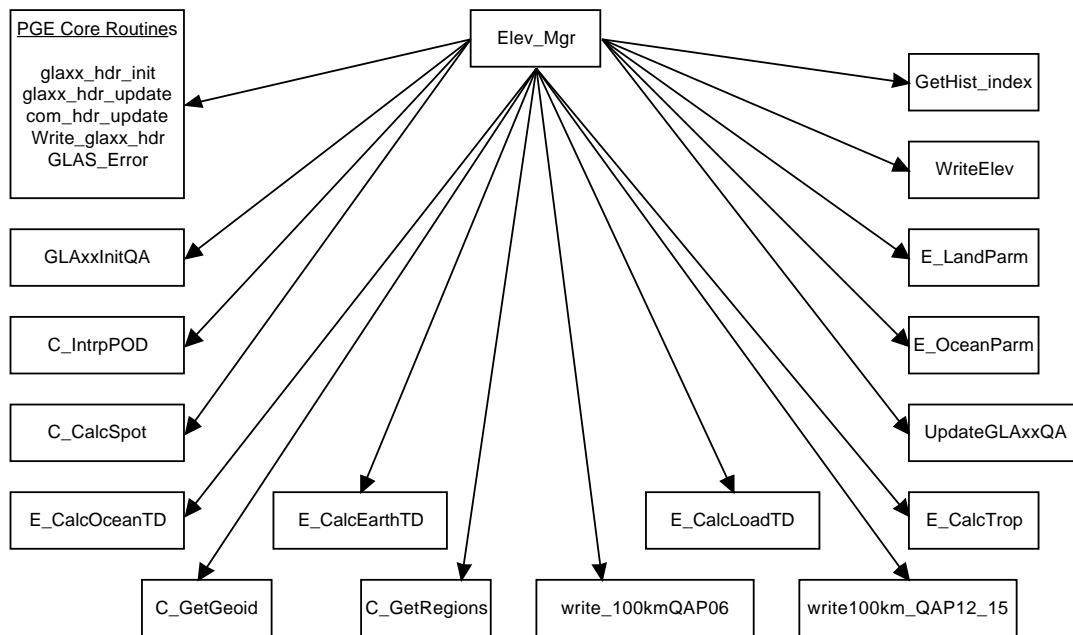 PGE Core Routines
glaxx_hdr_init
glaxx_hdr_update
com_hdr_update
Write_glaxx_hdr
GLAS_Error
Elev_Mgr
GetHist_index
WriteElev
GLAxxInitQA
E_LandParm
C_IntrpPOD
E_OceanParm
C_CalcSpot
UpdateGLAxxQA
E_CalcOceanTD
E_CalcEarthTD
E_CalcLoadTD
E_CalcTrop
C_GetGeoid
C_GetRegions
write_100kmQAP06
write100km_QAP12_15